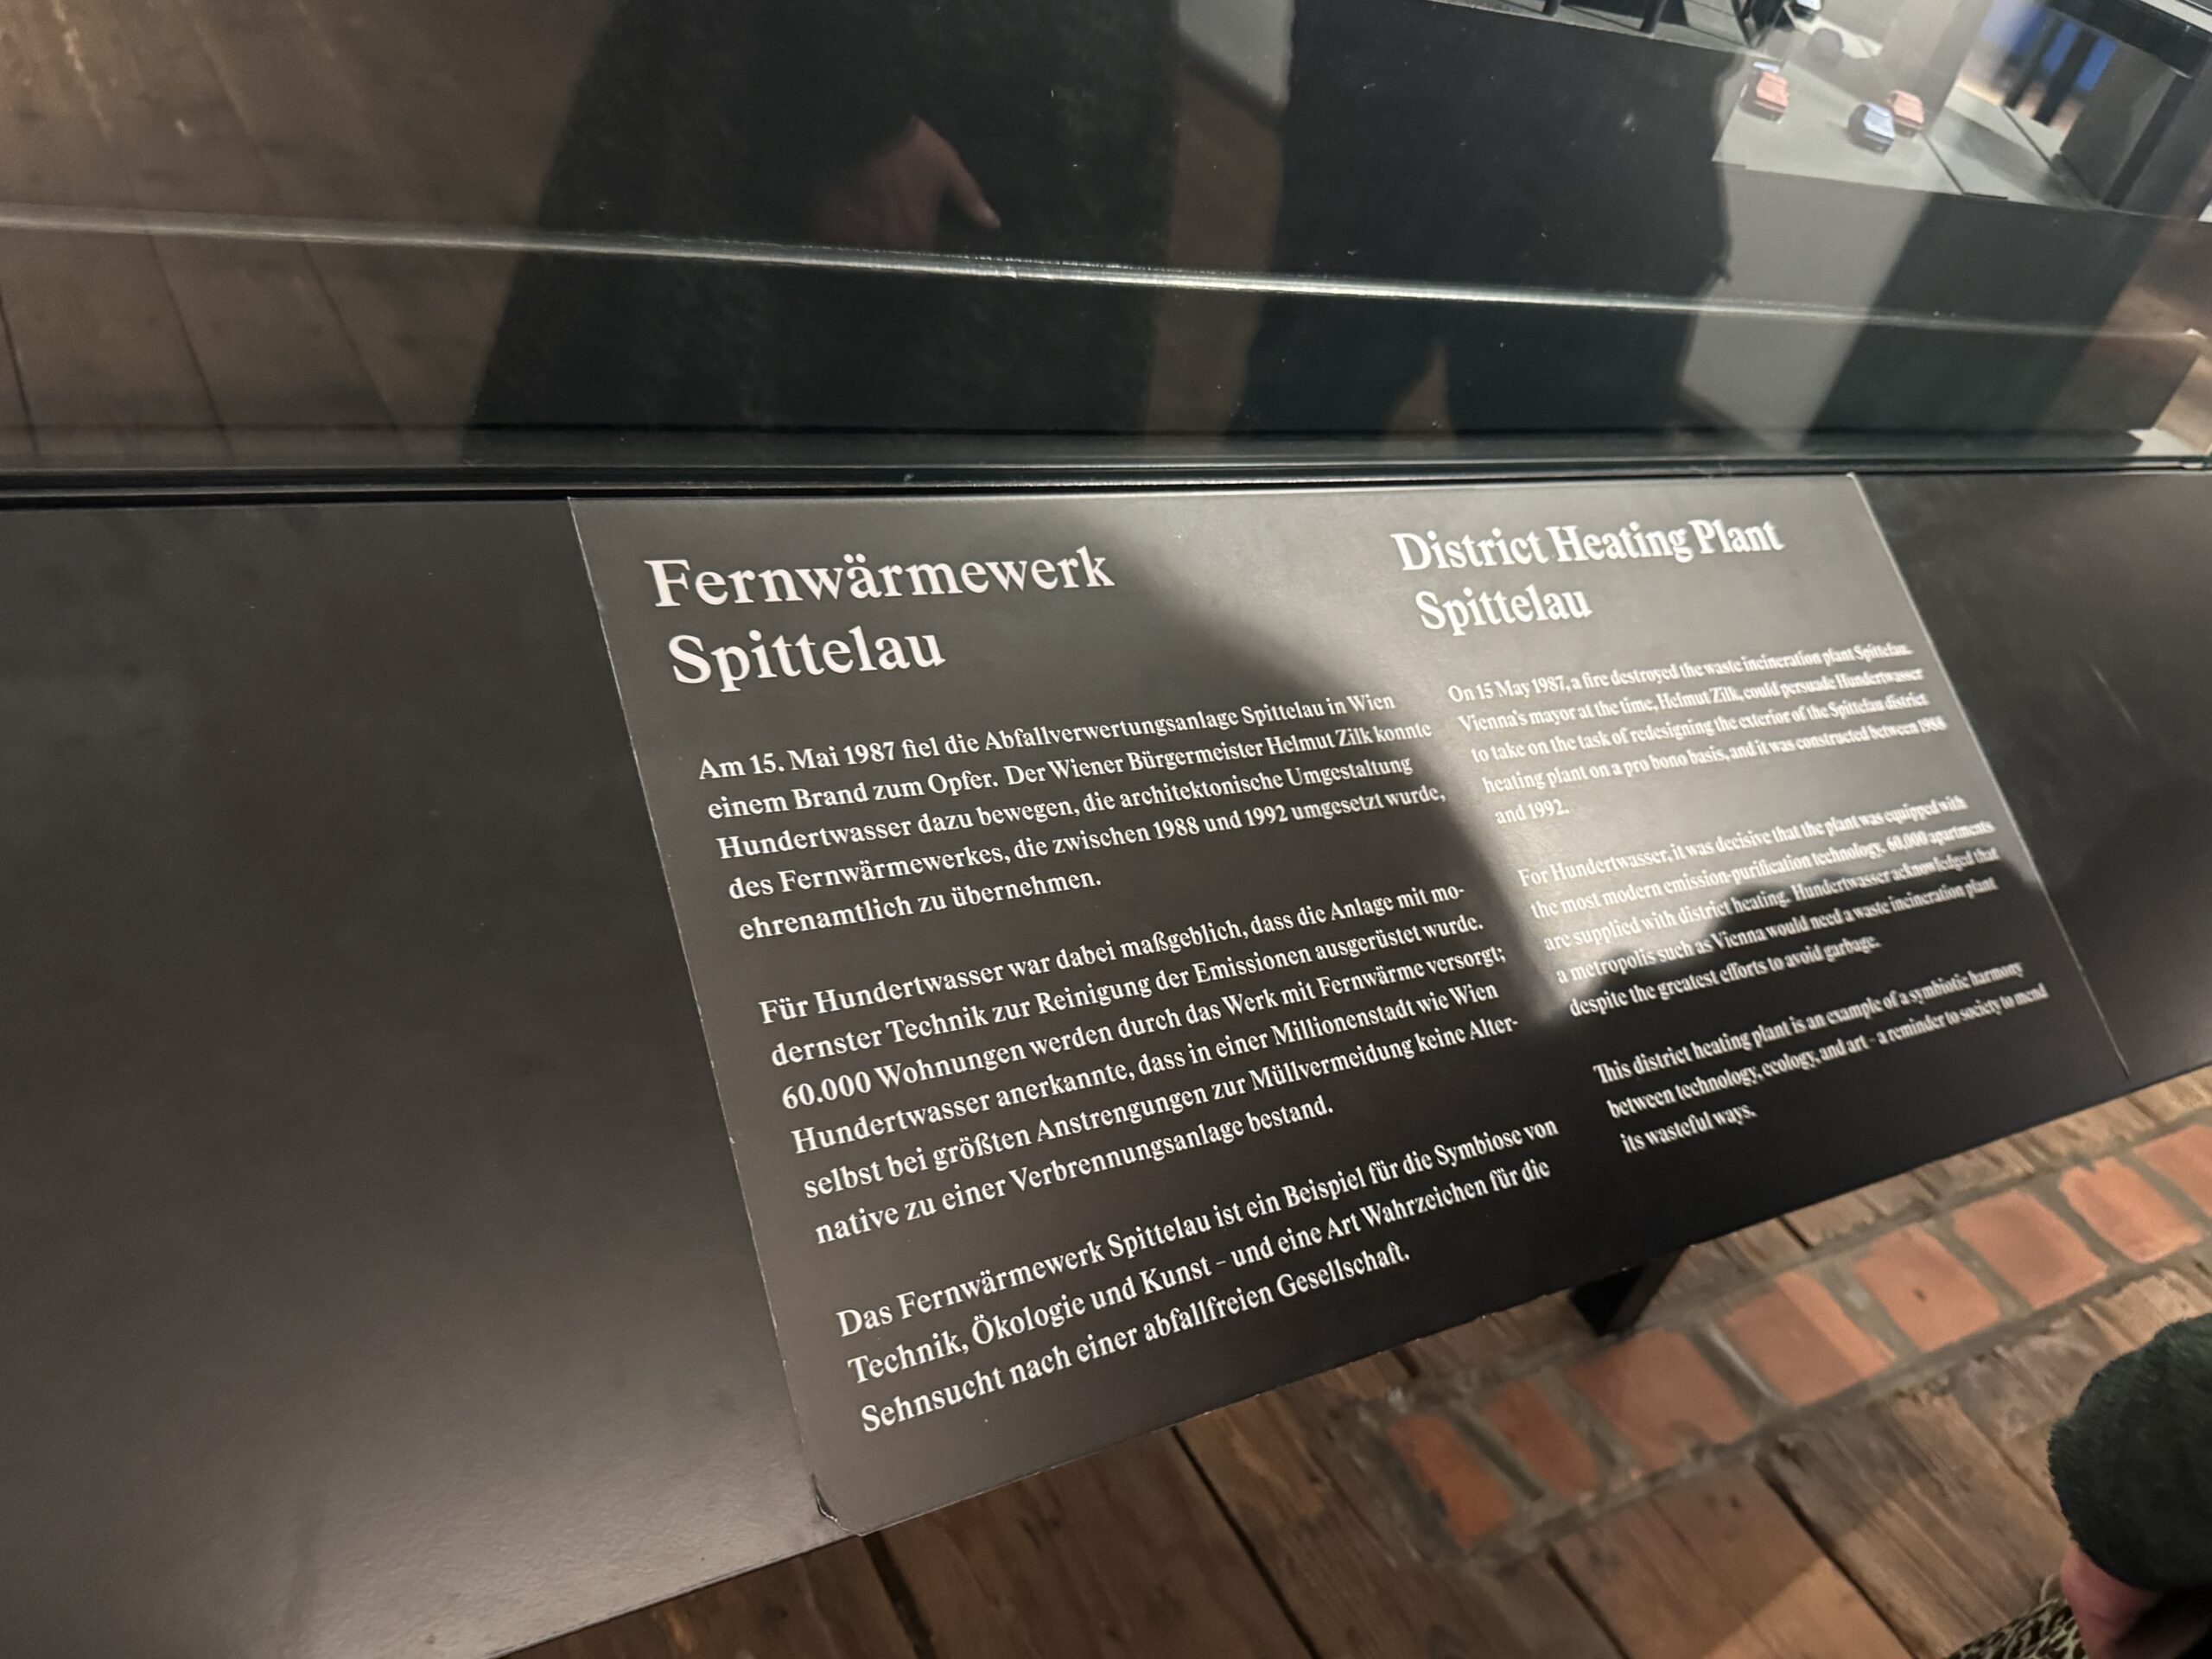 Fernwärmewerk
Spittelau
Am 15. Mai 1987 fiel die Abfallverwertungsanlage Spittelau in Wien
einem Brand zum Opfer. Der Wiener Bürgermeister Helmut Zilk konnte
Hundertwasser dazu bewegen, die architektonische Umgestaltung
des Fernwärmewerkes, die zwischen 1988 und 1992 umgesetzt wurde,
ehrenamtlich zu übernehmen.
Für Hundertwasser war dabei maßgeblich, dass die Anlage mit mo-
dernster Technik zur Reinigung der Emissionen ausgerüstet wurde.
60.000 Wohnungen werden durch das Werk mit Fernwärme versorgt;
Hundertwasser anerkannte, dass in einer Millionenstadt wie Wien
selbst bei größten Anstrengungen zur Müllvermeidung keine Alter-
native zu einer Verbrennungsanlage bestand.
Das Fernwärmewerk Spittelau ist ein Beispiel für die Symbiose von
Technik, Ökologie und Kunst – und eine Art Wahrzeichen für die
Sehnsucht nach einer abfallfreien Gesellschaft.
District Heating Plant
Spittelau
On 15 May 1987, a fire destroyed the waste incineration plant Spittelau.
Vienna's mayor at the time, Helmut Zilk, could persuade Hundertwasser
to take on the task of redesigning the exterior of the Spittelau district
heating plant on a pro bono basis, and it was constructed between 1988
and 1992.
For Hundertwasser, it was decisive that the plant was equipped with
the most modern emission-purification technology. 60.000 apartments
are supplied with district heating. Hundertwasser acknowledged that
a metropolis such as Vienna would need a waste incineration plant
despite the greatest efforts to avoid garbage.
This district heating plant is an example of a symbiotic harmony
between technology, ecology, and art – a reminder to society to mend
its wasteful ways.